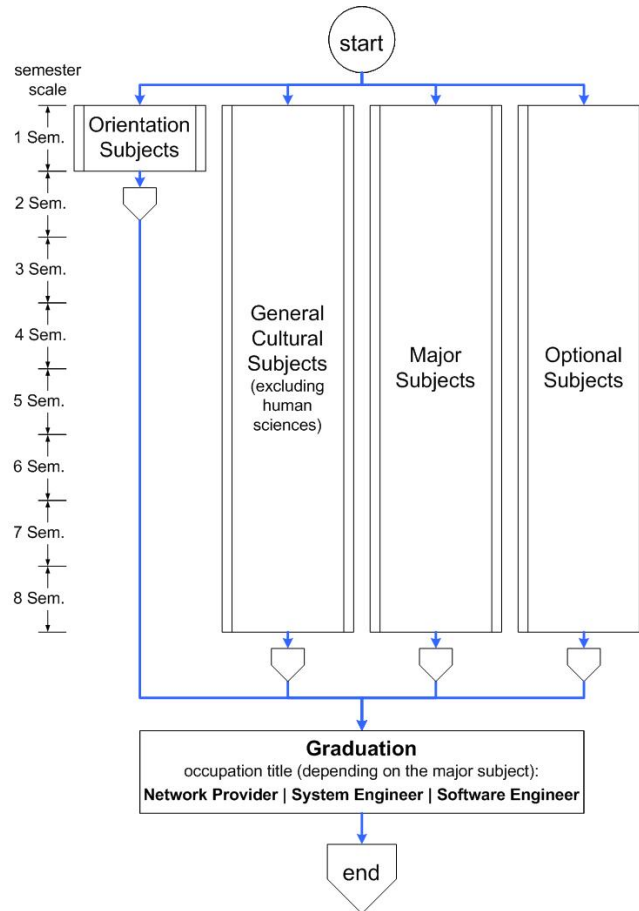 start
semester
scale
1 Sem.
2 Sem.
3 Sem.
4 Sem.
5 Sem.
6 Sem.
7 Sem.
8 Sem.
Orientation
Subjects
General
Cultural
Subjects
(excluding
human
sciences)
Major
Subjects
Optional
Subjects
Graduation
occupation title (depending on the major subject):
Network Provider | System Engineer | Software Engineer
end